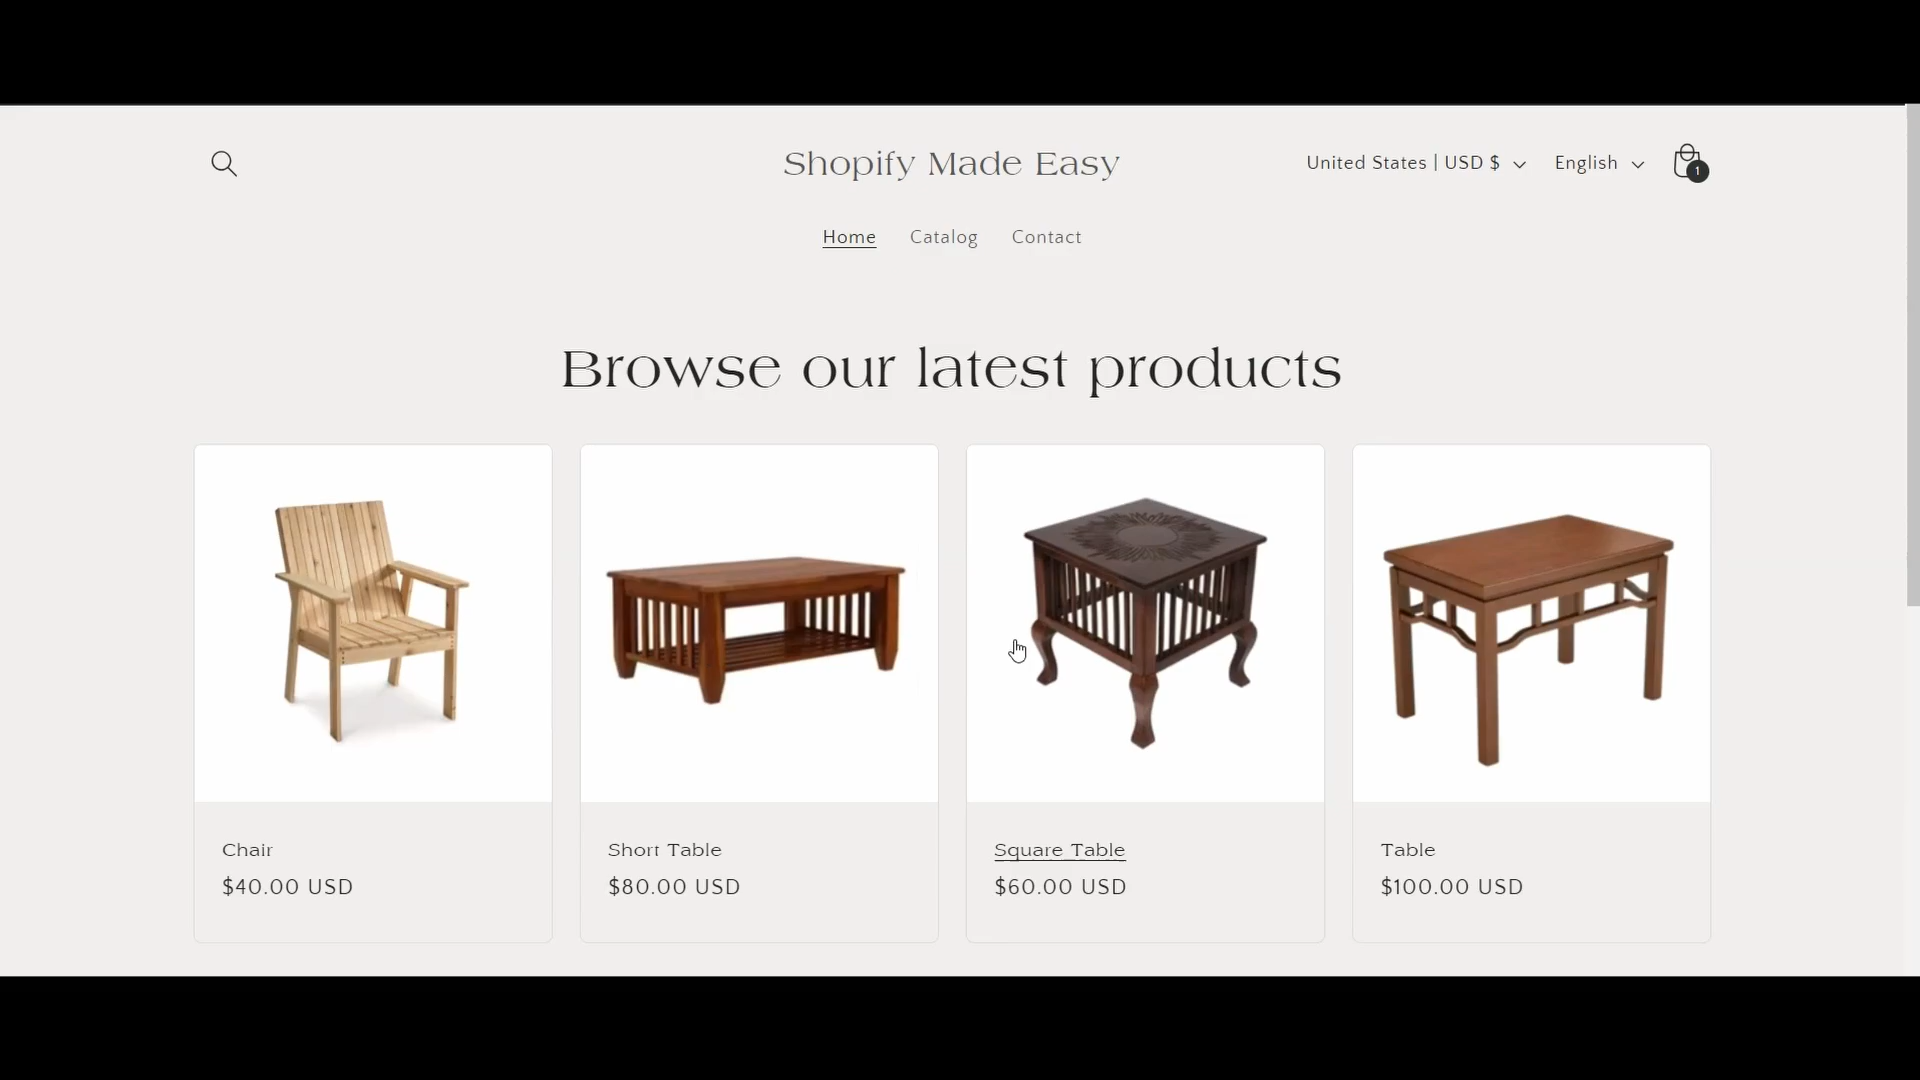 Shopify Made Easy
United States | USD $
English
1
Home
Catalog
Contact
Browse our latest products
Chair
$40.00 USD
Short Table
$80.00 USD
Square Table
$60.00 USD
Table
$100.00 USD